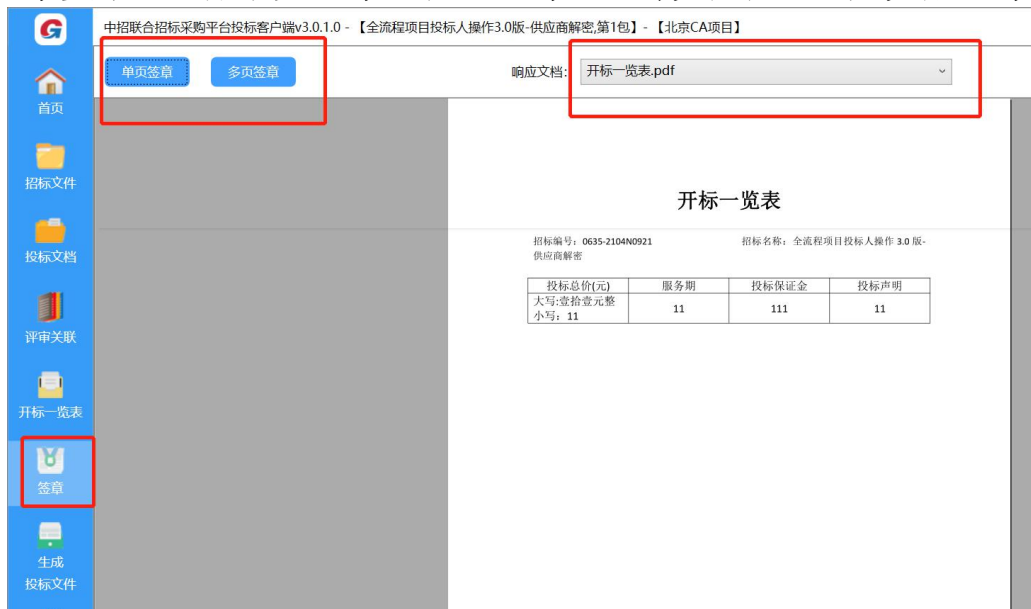 中招联合招标采购平台投标客户端v3.0.1.0 - 【全流程项目投标人操作3.0版-供应商解密,第1包】 - 【北京CA项目】
G
首页
招标文件
投标文档
评审关联
开标一览表
签章
生成
投标文件
单页签章 多页签章 响应文档: 开标一览表.pdf
开标一览表
招标编号：0635-2104N0921 招标名称：全流程项目投标人操作 3.0 版-
供应商解密
投标总价(元) 服务期 投标保证金 投标声明
大写:壹拾壹元整
小写：11 11 111 11